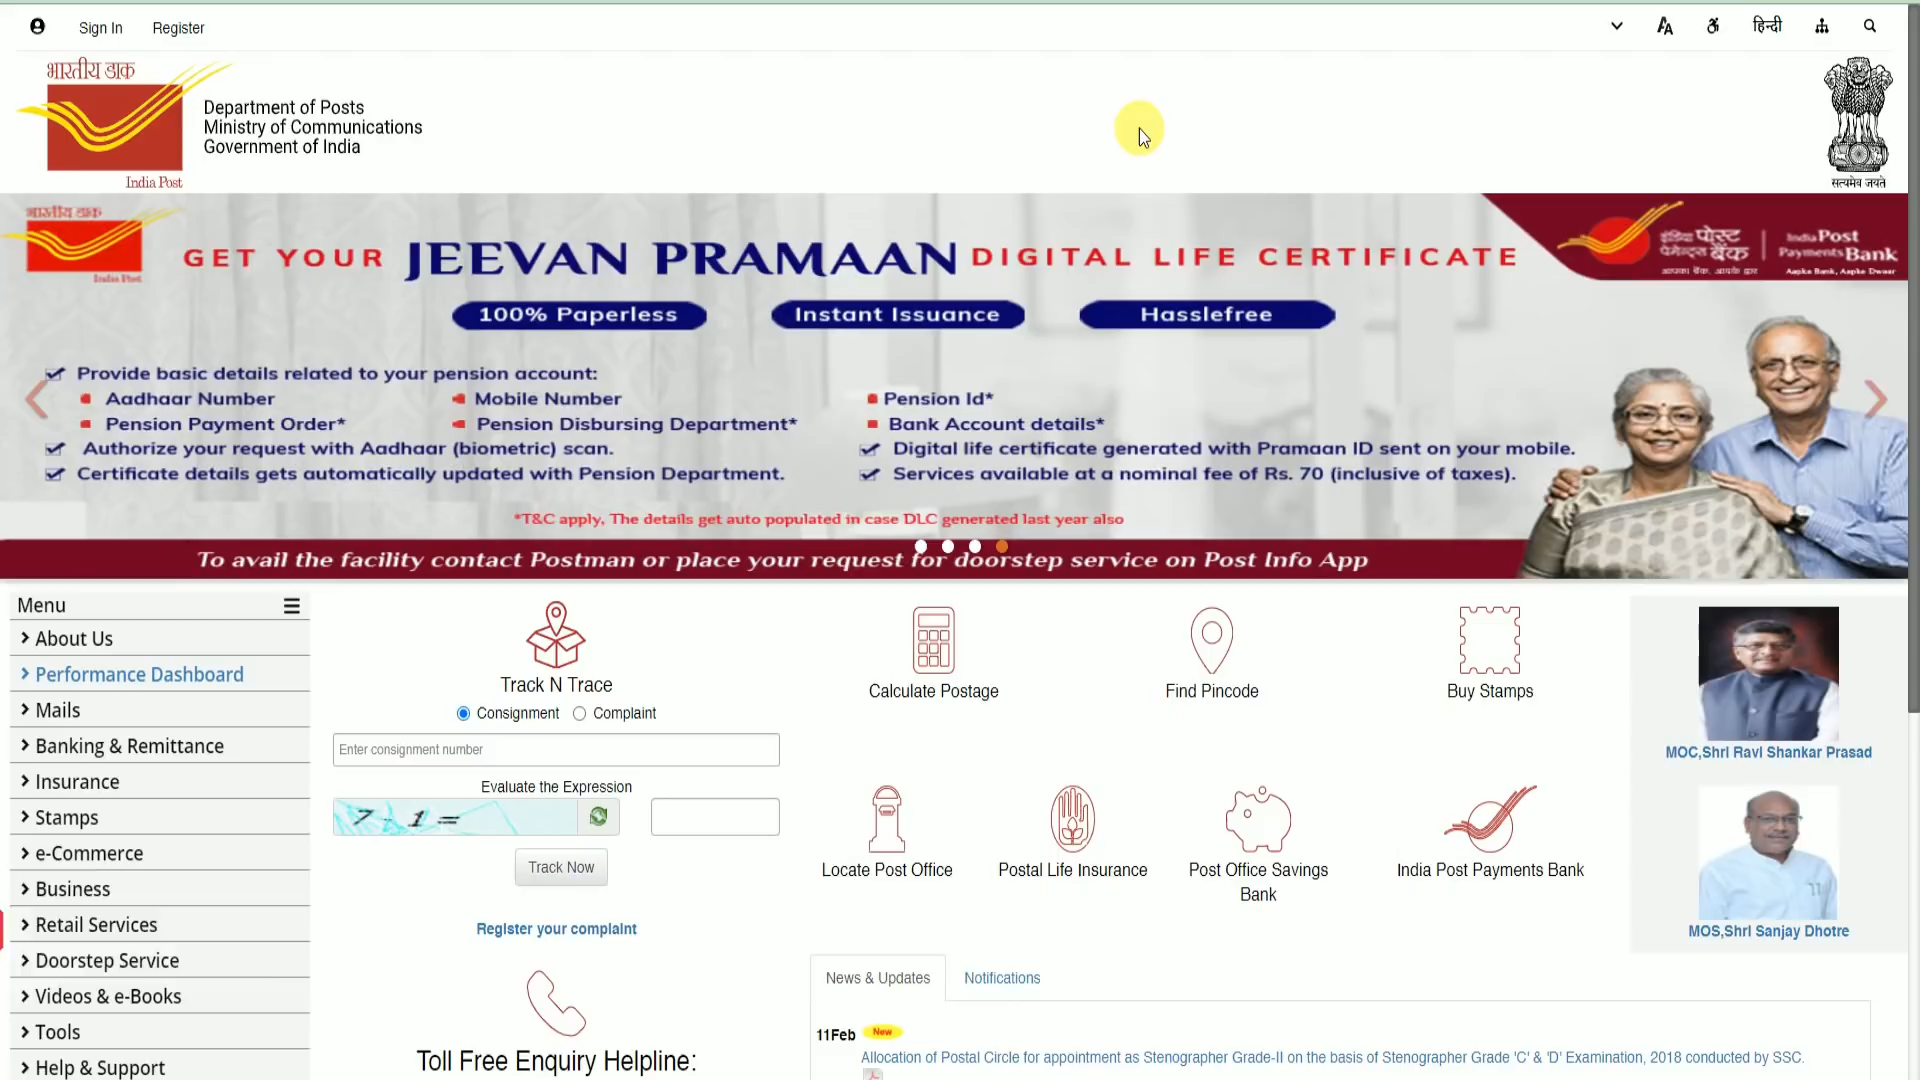 Sign In
Register
हिन्दी
भारतीय डाक
Department of Posts
Ministry of Communications
Government of India
India Post
सत्यमेव जयते
भारतीय डाक
India Post
GET YOUR JEEVAN PRAMAAN DIGITAL LIFE CERTIFICATE
इंडिया पोस्ट
पेमेन्ट्स बैंक
आपका बैंक, आपके द्वार
India Post
Payments Bank
Aapka Bank, Aapke Dwaar
100% Paperless
Instant Issuance
Hasslefree
Provide basic details related to your pension account:
Aadhaar Number
Mobile Number
Pension Id*
Pension Payment Order*
Pension Disbursing Department*
Bank Account details*
Authorize your request with Aadhaar (biometric) scan.
Digital life certificate generated with Pramaan ID sent on your mobile.
Certificate details gets automatically updated with Pension Department.
Services available at a nominal fee of Rs. 70 (inclusive of taxes).
*T&C apply, The details get auto populated in case DLC generated last year also
To avail the facility contact Postman or place your request for doorstep service on Post Info App
Menu
About Us
Performance Dashboard
Mails
Banking & Remittance
Insurance
Stamps
e-Commerce
Business
Retail Services
Doorstep Service
Videos & e-Books
Tools
Help & Support
Track N Trace
Consignment
Complaint
Enter consignment number
Evaluate the Expression
7 - 1 =
Track Now
Register your complaint
Toll Free Enquiry Helpline:
Calculate Postage
Find Pincode
Buy Stamps
Locate Post Office
Postal Life Insurance
Post Office Savings
Bank
India Post Payments Bank
MOC,Shri Ravi Shankar Prasad
MOS,Shri Sanjay Dhotre
News & Updates
Notifications
11Feb
New
Allocation of Postal Circle for appointment as Stenographer Grade-II on the basis of Stenographer Grade 'C' & 'D' Examination, 2018 conducted by SSC.